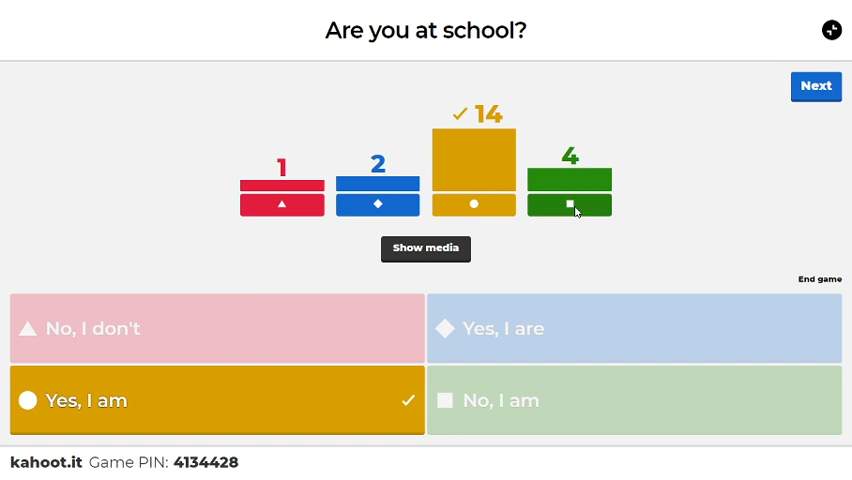 Are you at school?
Next
1
2
14
4
Show media
End game
No, I don't
Yes, I are
Yes, I am
No, I am
kahoot.it Game PIN: 4134428